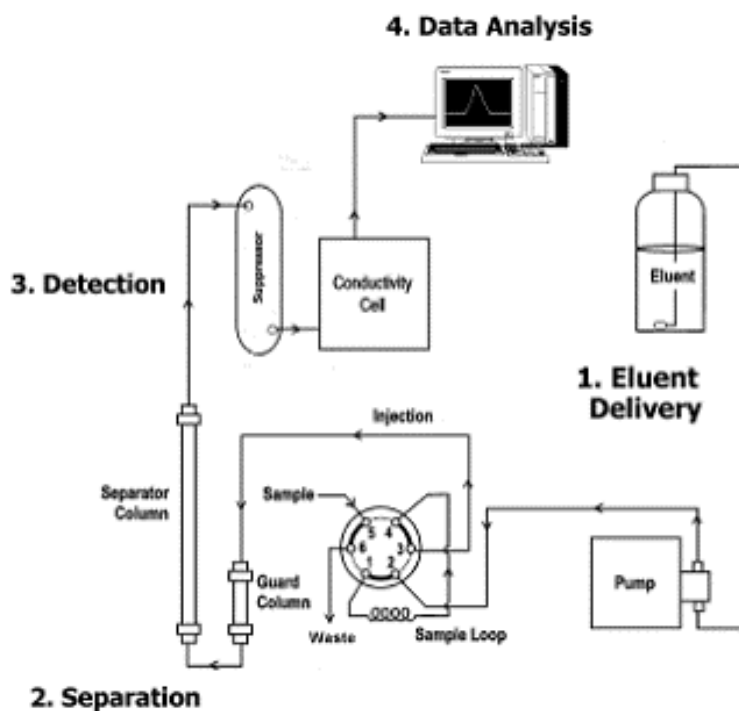 4. Data Analysis
Suppressor
3. Detection
Conductivity
Cell
Eluent
1. Eluent
Delivery
Injection
Separator
Column
Sample
5
4
6
3
1
2
Guard
Column
Waste
Sample Loop
Pump
2. Separation